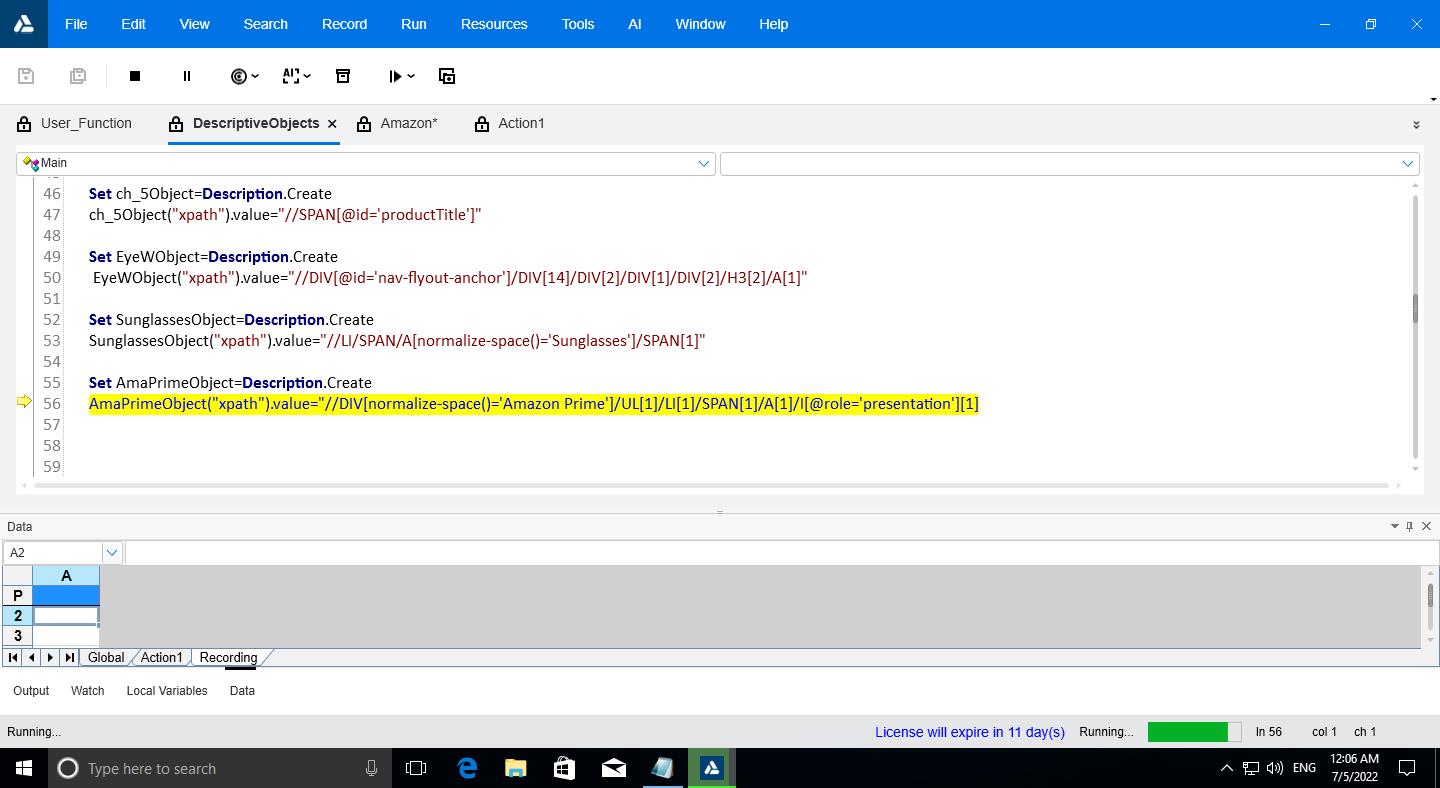 File Edit View Search Record Run Resources Tools AI Window Help
User_Function DescriptiveObjects Amazon* Action1
Main
46 Set ch_5Object=Description.Create
47 ch_5Object("xpath").value="//SPAN[@id='productTitle']"
48
49 Set EyeWObject=Description.Create
50 EyeWObject("xpath").value="//DIV[@id='nav-flyout-anchor']/DIV[14]/DIV[2]/DIV[1]/DIV[2]/H3[2]/A[1]"
51
52 Set SunglassesObject=Description.Create
53 SunglassesObject("xpath").value="//LI/SPAN/A[normalize-space()='Sunglasses']/SPAN[1]"
54
55 Set AmaPrimeObject=Description.Create
56 AmaPrimeObject("xpath").value="//DIV[normalize-space()='Amazon Prime']/UL[1]/LI[1]/SPAN[1]/A[1]/I[@role='presentation'][1]
57
58
59
Data
A2
A
P
2
3
Global Action1 Recording
Output Watch Local Variables Data
Running... License will expire in 11 day(s) Running... ln 56 col 1 ch 1
Type here to search ENG 12:06 AM
7/5/2022